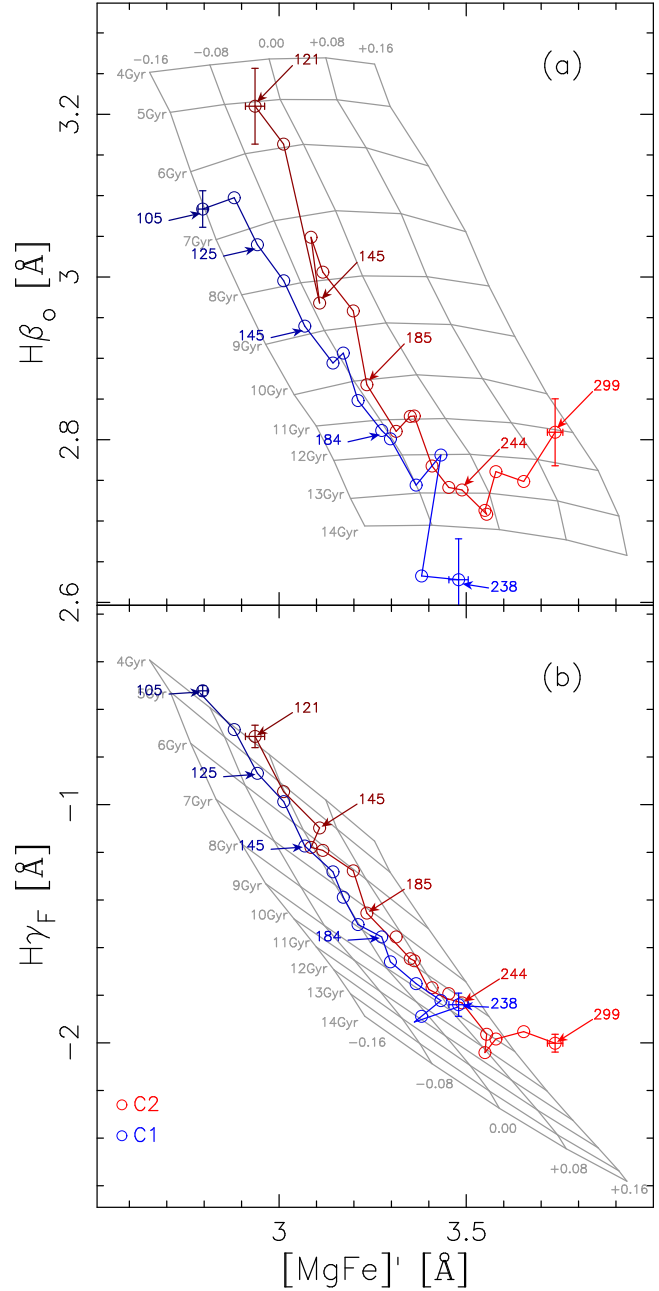 -0.16 -0.08 0.00 +0.08 +0.16
(a)
4Gyr
5Gyr
6Gyr
7Gyr
8Gyr
9Gyr
10Gyr
11Gyr
12Gyr
13Gyr
14Gyr
121
145
185
244
299
105
125
145
184
238
3.2
3
2.8
2.6
Hβo [Å]
(b)
4Gyr
5Gyr
6Gyr
7Gyr
8Gyr
9Gyr
10Gyr
11Gyr
12Gyr
13Gyr
14Gyr
-0.16
-0.08
0.00
+0.08
+0.16
121
145
185
244
299
105
125
145
184
238
-1
-2
HγF [Å]
C2
C1
3 3.5
[MgFe]' [Å]